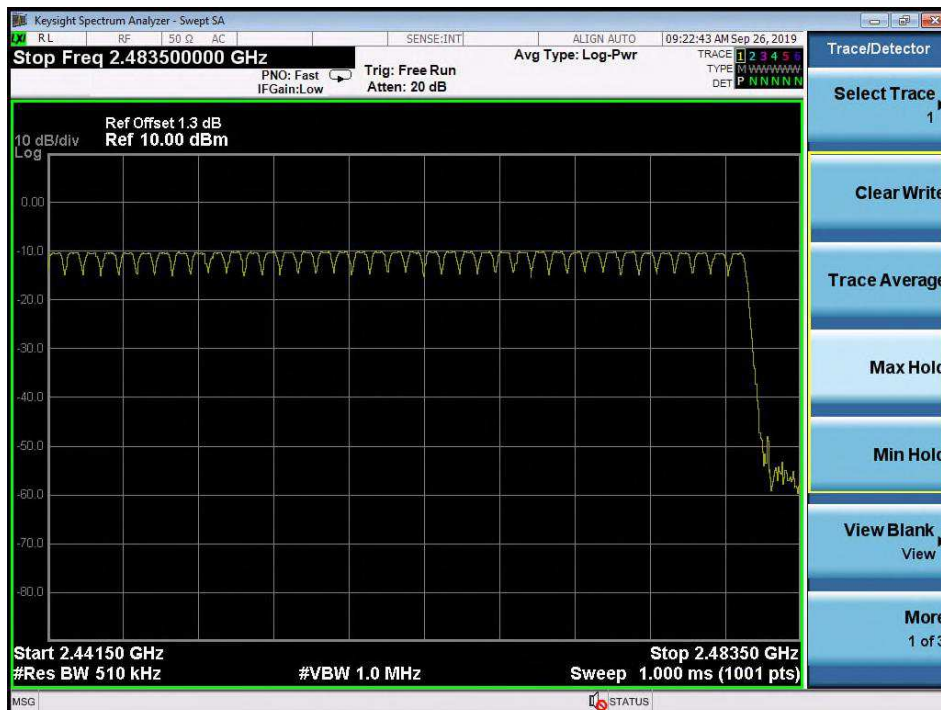 Keysight Spectrum Analyzer - Swept SA
LXI RL RF 50 Ω AC SENSE:INT ALIGN AUTO 09:22:43 AM Sep 26, 2019
Stop Freq 2.483500000 GHz
PNO: Fast
IFGain:Low
Trig: Free Run
Atten: 20 dB
Avg Type: Log-Pwr
TRACE 1 2 3 4 5 6
TYPE M WWWWW
DET P N N N N N
Ref Offset 1.3 dB
10 dB/div Ref 10.00 dBm
Log
0.00
-10.0
-20.0
-30.0
-40.0
-50.0
-60.0
-70.0
-80.0
Start 2.44150 GHz Stop 2.48350 GHz
#Res BW 510 kHz #VBW 1.0 MHz Sweep 1.000 ms (1001 pts)
MSG STATUS
Trace/Detector
Select Trace
1
Clear Write
Trace Average
Max Hold
Min Hold
View Blank
View
More
1 of 3